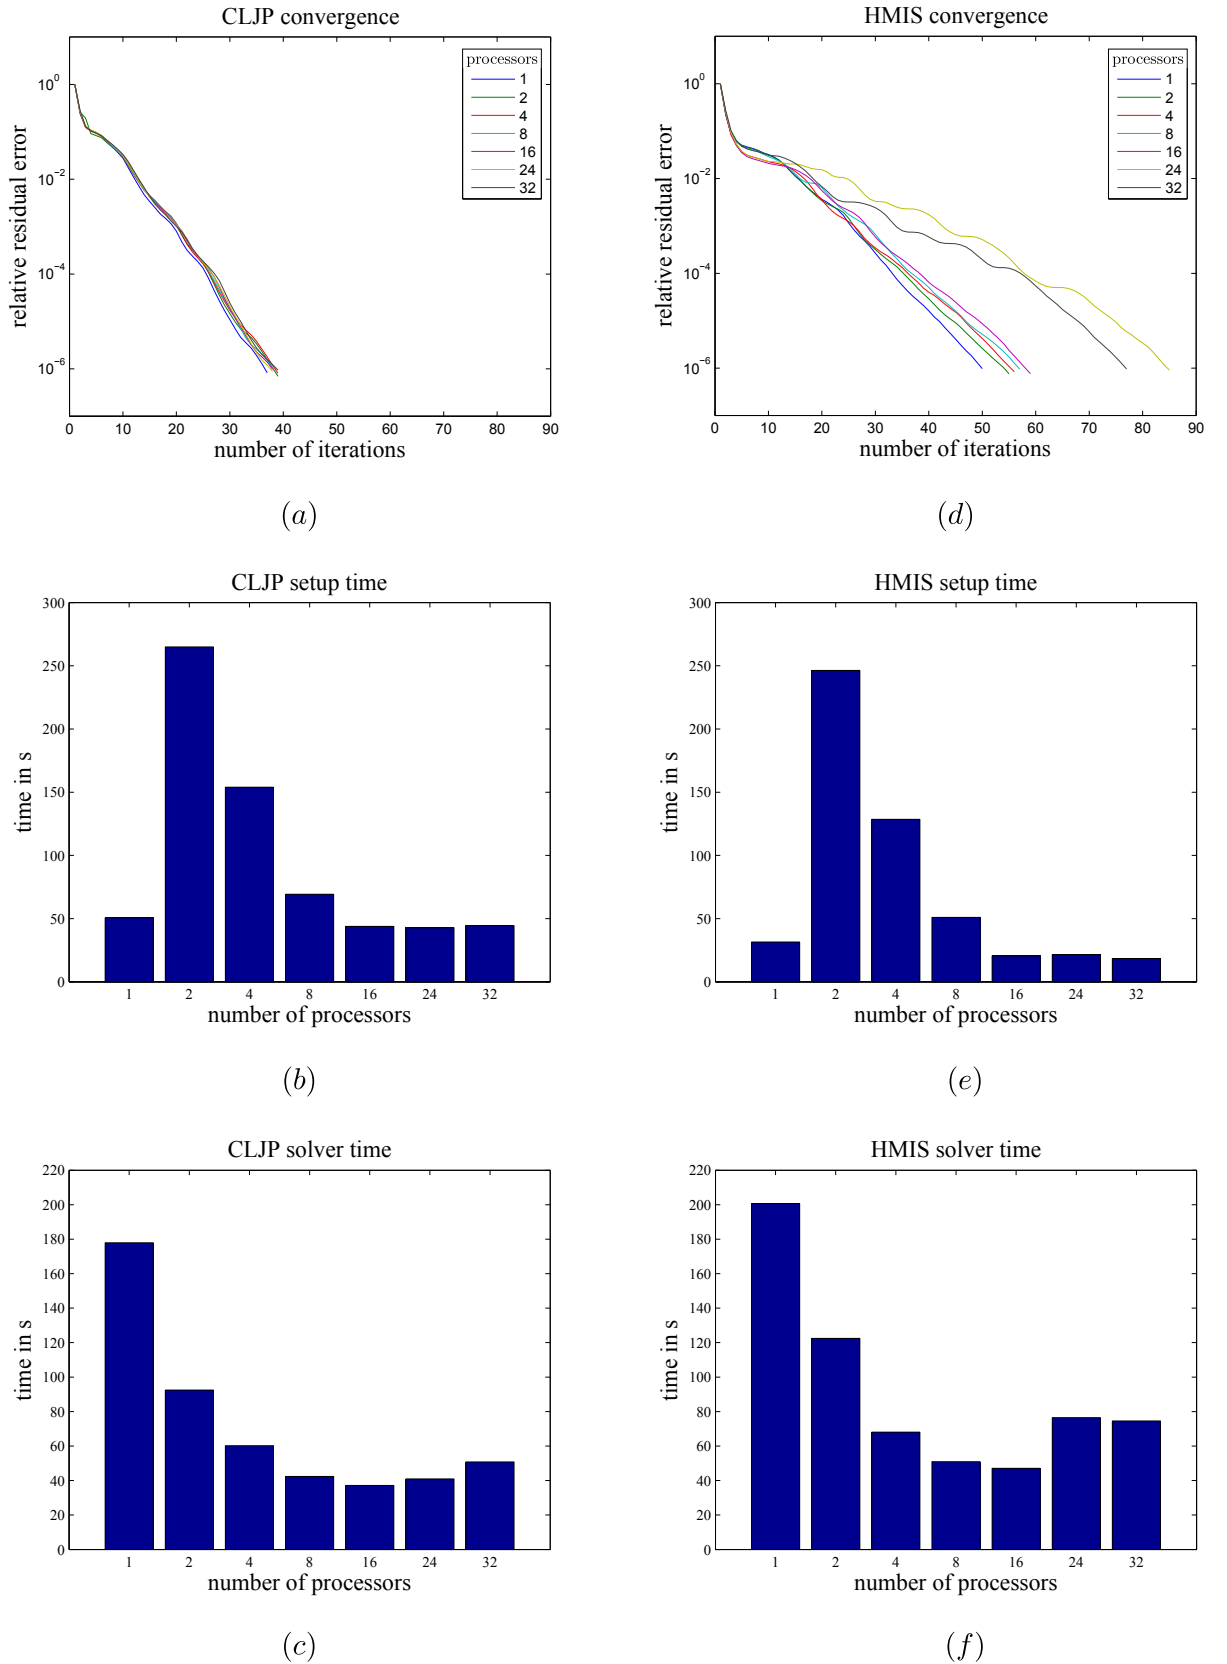 CLJP convergence
processors
1
2
4
8
16
24
32
10^0
10^−2
10^−4
10^−6
relative residual error
0 10 20 30 40 50 60 70 80 90
number of iterations
(a)
HMIS convergence
processors
1
2
4
8
16
24
32
10^0
10^−2
10^−4
10^−6
relative residual error
0 10 20 30 40 50 60 70 80 90
number of iterations
(d)
CLJP setup time
300
250
200
150
100
50
0
time in s
1 2 4 8 16 24 32
number of processors
(b)
HMIS setup time
300
250
200
150
100
50
0
time in s
1 2 4 8 16 24 32
number of processors
(e)
CLJP solver time
220
200
180
160
140
120
100
80
60
40
20
0
time in s
1 2 4 8 16 24 32
number of processors
(c)
HMIS solver time
220
200
180
160
140
120
100
80
60
40
20
0
time in s
1 2 4 8 16 24 32
number of processors
(f)